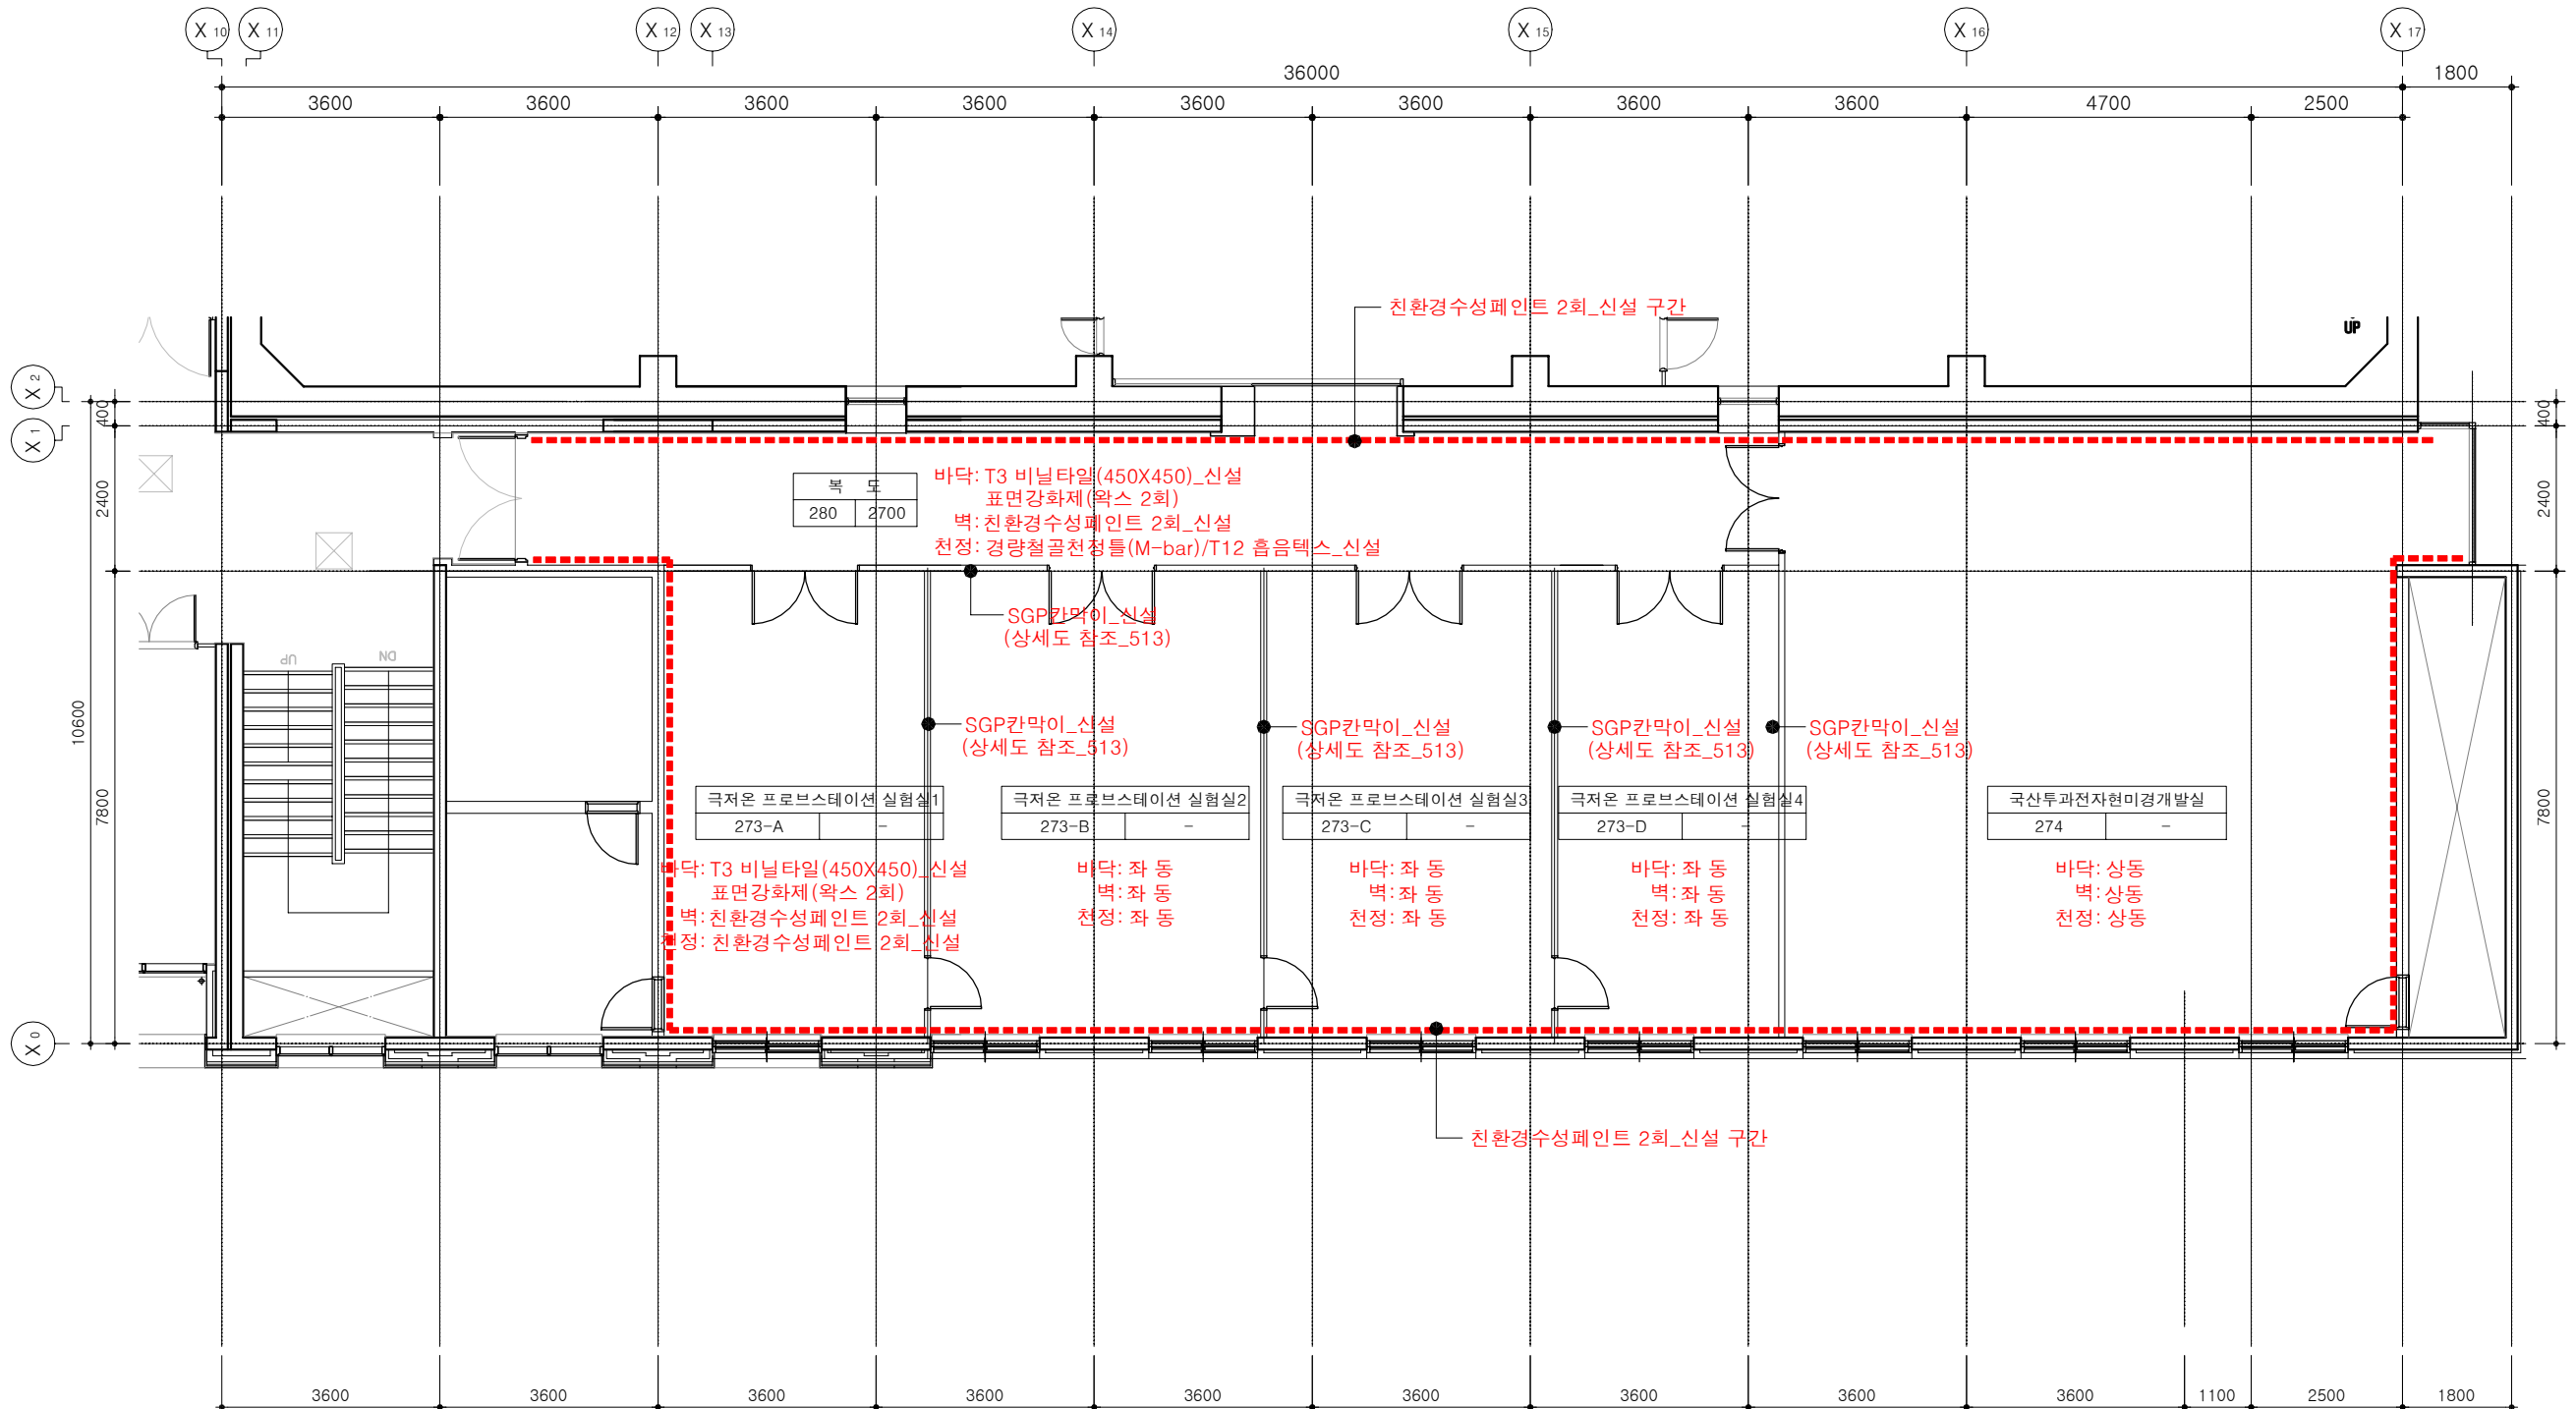 X 10
X 11
X 12
X 13
X 14
X 15
X 16
X 17
36000
1800
3600
3600
3600
3600
3600
3600
3600
3600
4700
2500
친환경수성페인트 2회_신설 구간
UP
X 2
X 1
400
400
2400
2400
복 도
280
2700
바닥: T3 비닐타일(450X450)_신설
표면강화제(왁스 2회)
벽: 친환경수성페인트 2회_신설
천정: 경량철골천정틀(M-bar)/T12 흡음텍스_신설
SGP칸막이_신설
(상세도 참조_513)
UP
DN
10600
7800
7800
SGP칸막이_신설
(상세도 참조_513)
SGP칸막이_신설
(상세도 참조_513)
SGP칸막이_신설
(상세도 참조_513)
SGP칸막이_신설
(상세도 참조_513)
극저온 프로브스테이션 실험실1
273-A
-
극저온 프로브스테이션 실험실2
273-B
-
극저온 프로브스테이션 실험실3
273-C
-
극저온 프로브스테이션 실험실4
273-D
-
국산투과전자현미경개발실
274
-
바닥: T3 비닐타일(450X450)_신설
표면강화제(왁스 2회)
벽: 친환경수성페인트 2회_신설
천정: 친환경수성페인트 2회_신설
바닥: 좌 동
벽: 좌 동
천정: 좌 동
바닥: 좌 동
벽: 좌 동
천정: 좌 동
바닥: 좌 동
벽: 좌 동
천정: 좌 동
바닥: 상동
벽: 상동
천정: 상동
X 0
친환경수성페인트 2회_신설 구간
3600
3600
3600
3600
3600
3600
3600
3600
3600
1100
2500
1800